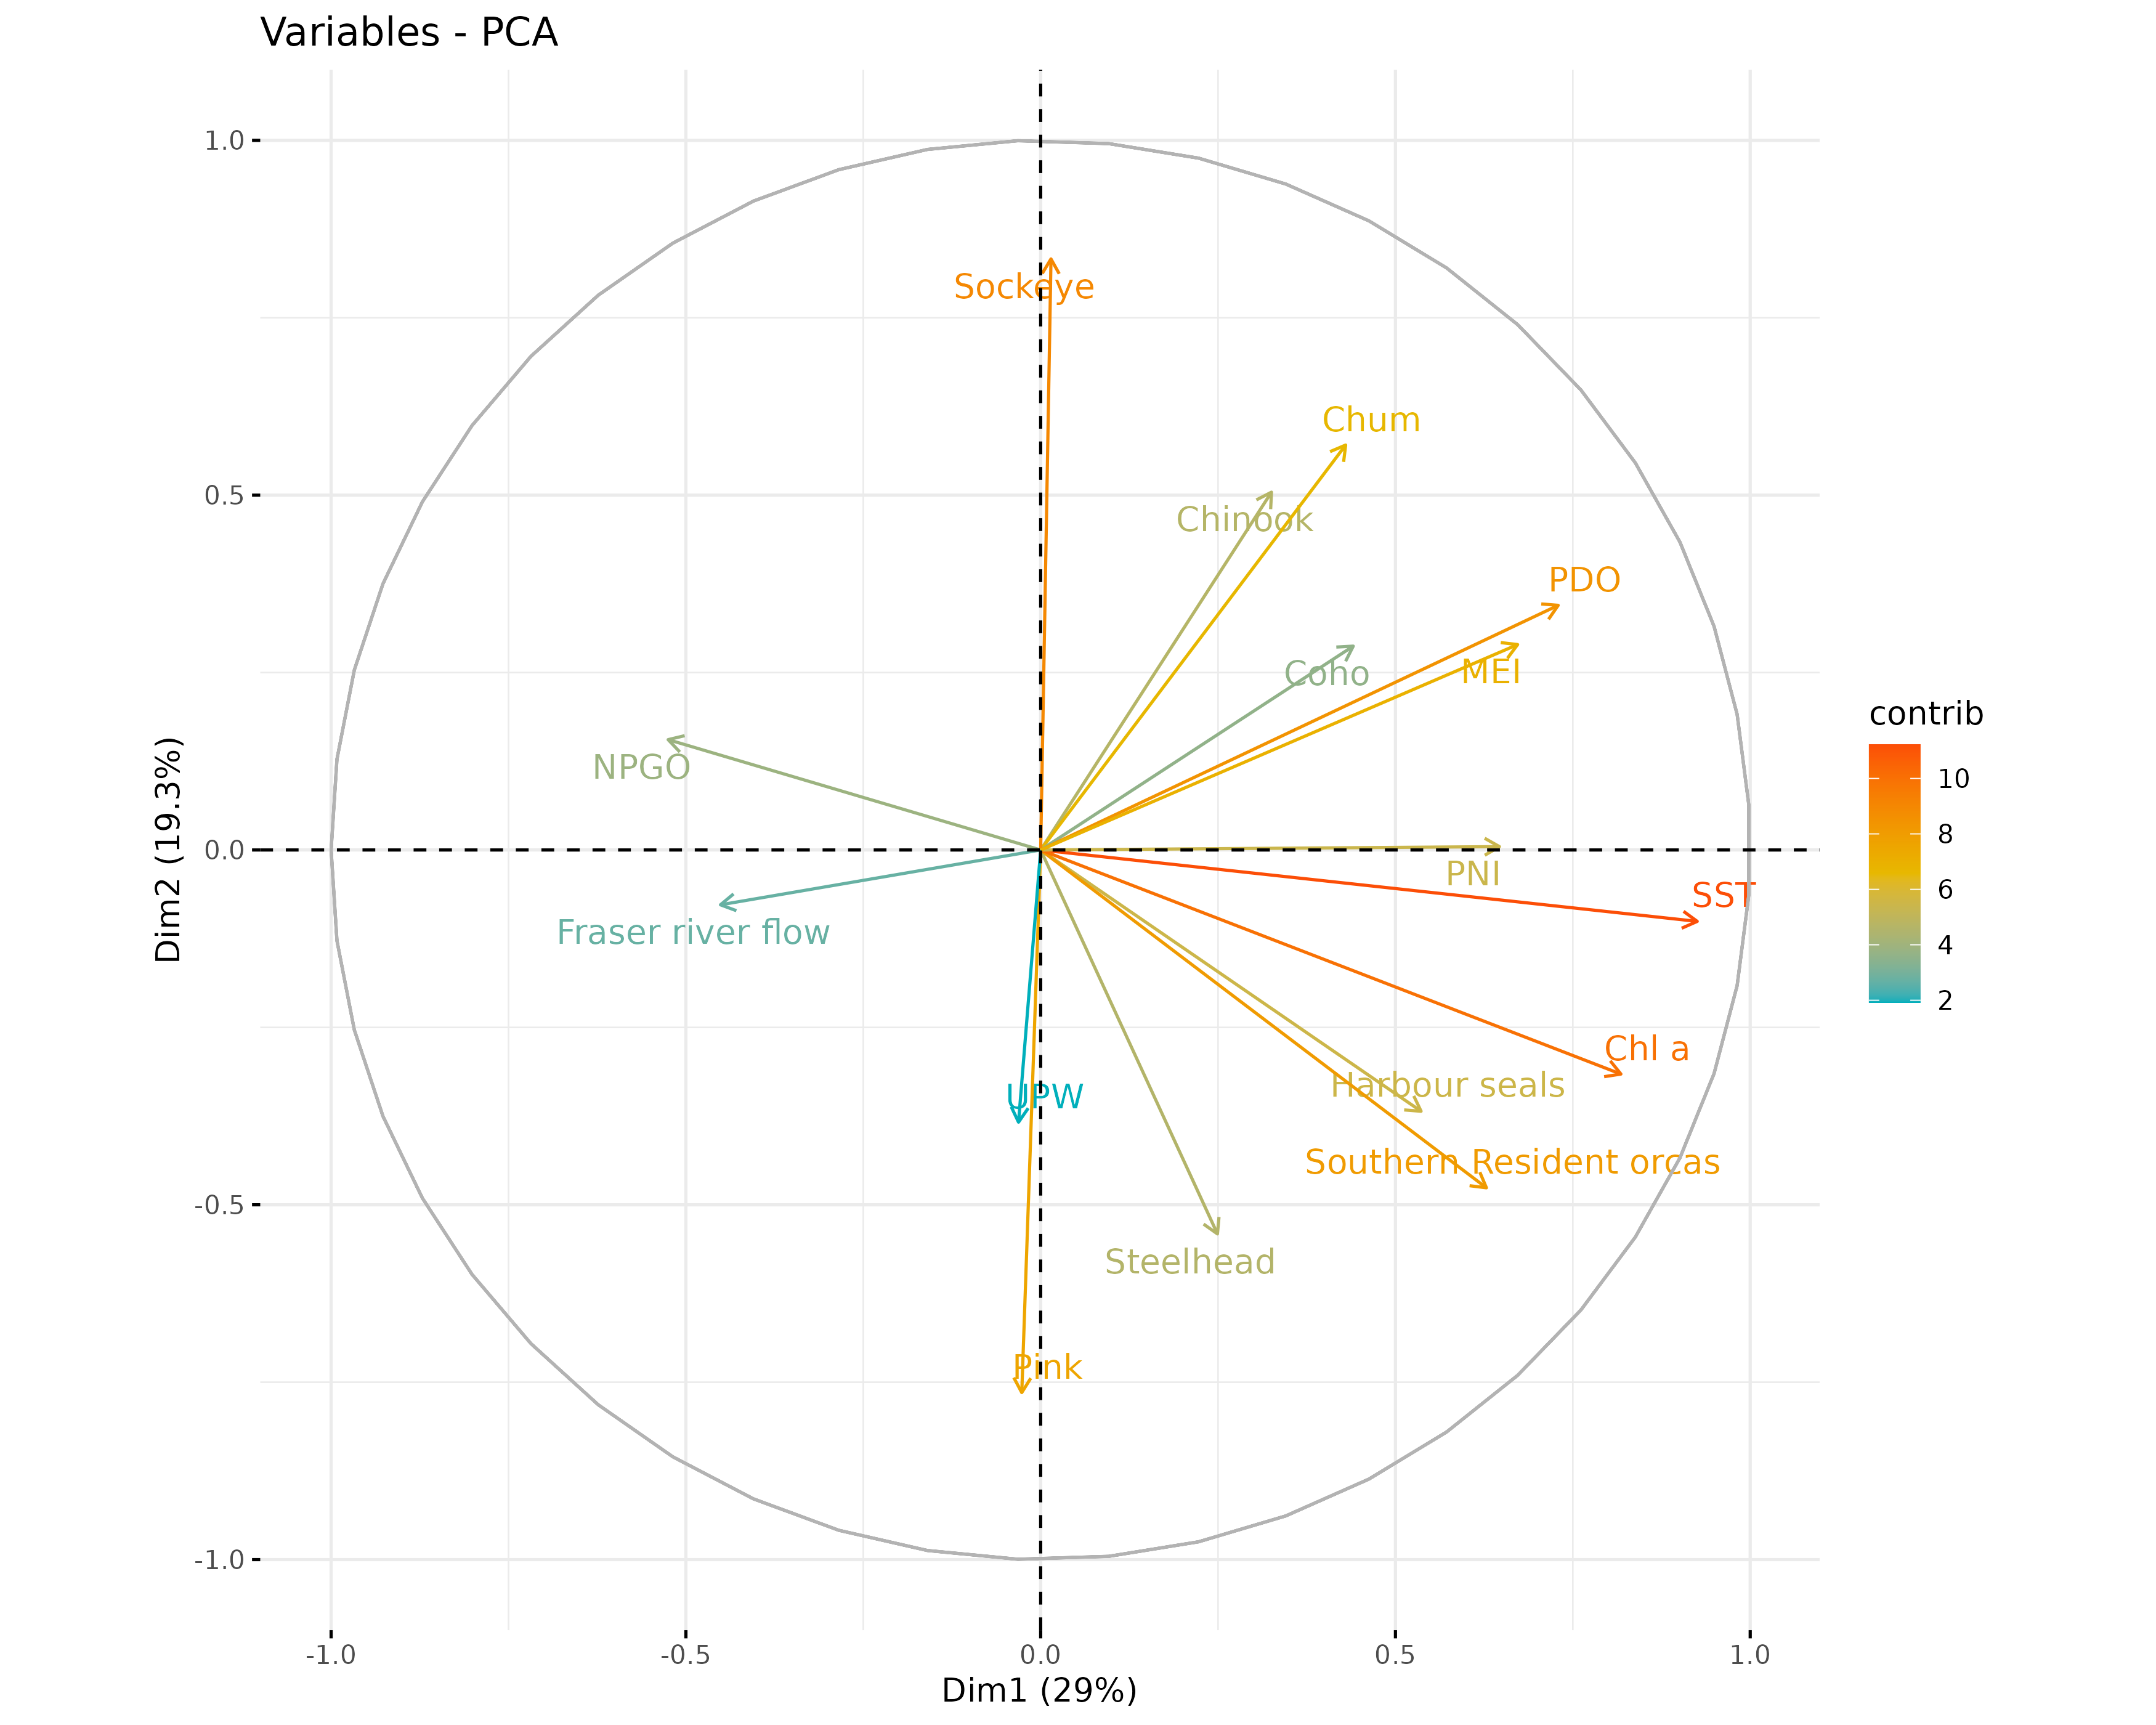 Variables - PCA
1.0
Sockeye
Chum
0.5
Chinook
PDO
Coho
MEI
contrib
10
8
6
4
2
NPGO
0.0
PNI
SST
Fraser river flow
Dim2 (19.3%)
Chl a
Harbour seals
UPW
Southern Resident orcas
-0.5
Steelhead
Pink
-1.0
-1.0
-0.5
0.0
0.5
1.0
Dim1 (29%)